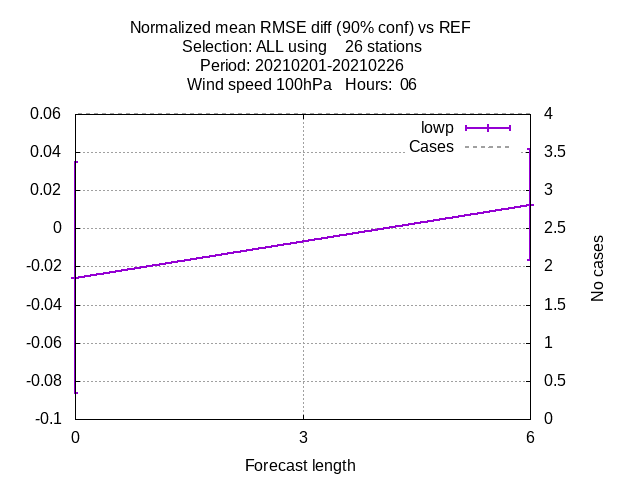 Normalized mean RMSE diff (90% conf) vs REF
Selection: ALL using    26 stations
Period: 20210201-20210226
Wind speed 100hPa   Hours:  06
0.06
0.04
0.02
0
-0.02
-0.04
-0.06
-0.08
-0.1
lowp
Cases
4
3.5
3
2.5
2
1.5
1
0.5
0
No cases
0 3 6
Forecast length